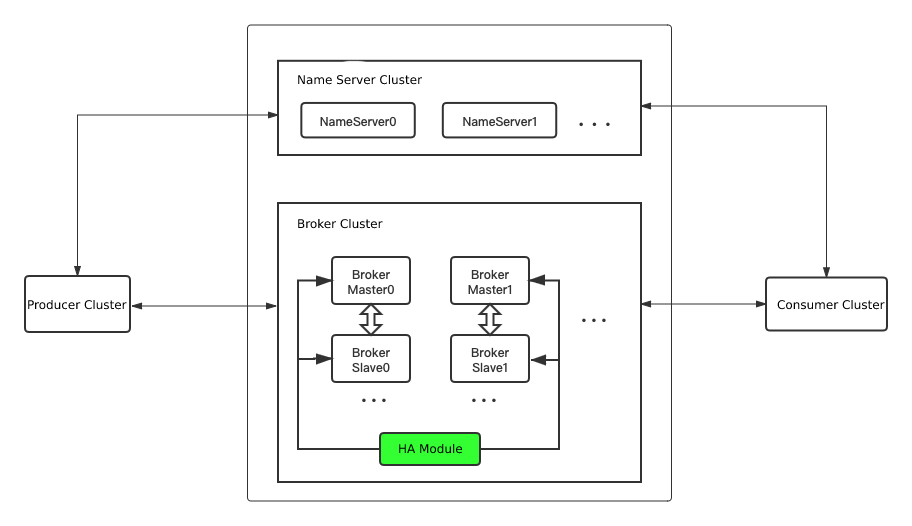 Name Server Cluster
NameServer0
NameServer1
...
Broker Cluster
Broker
Master0
Broker
Master1
Producer Cluster
Consumer Cluster
...
Broker
Slave0
Broker
Slave1
...
...
HA Module